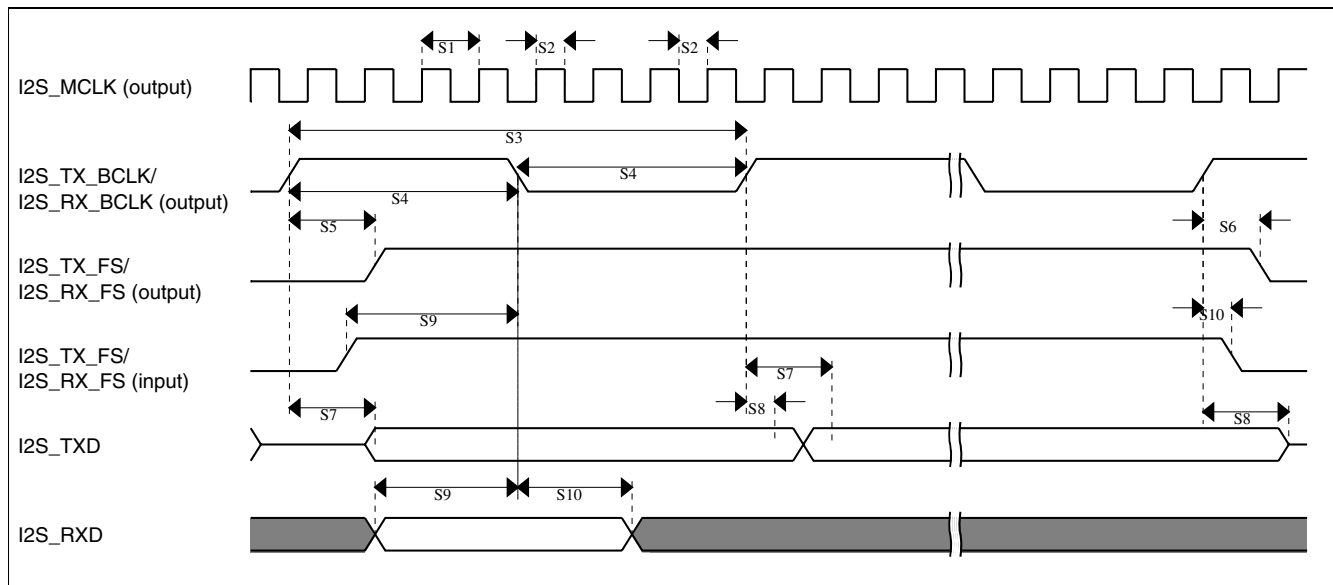 S1 S2 S2
I2S_MCLK (output)
S3
I2S_TX_BCLK/
I2S_RX_BCLK (output)
S4
S4
S5 S6
I2S_TX_FS/
I2S_RX_FS (output)
S9 S10
I2S_TX_FS/
I2S_RX_FS (input)
S7
S7 S8 S8
I2S_TXD
S9 S10
I2S_RXD